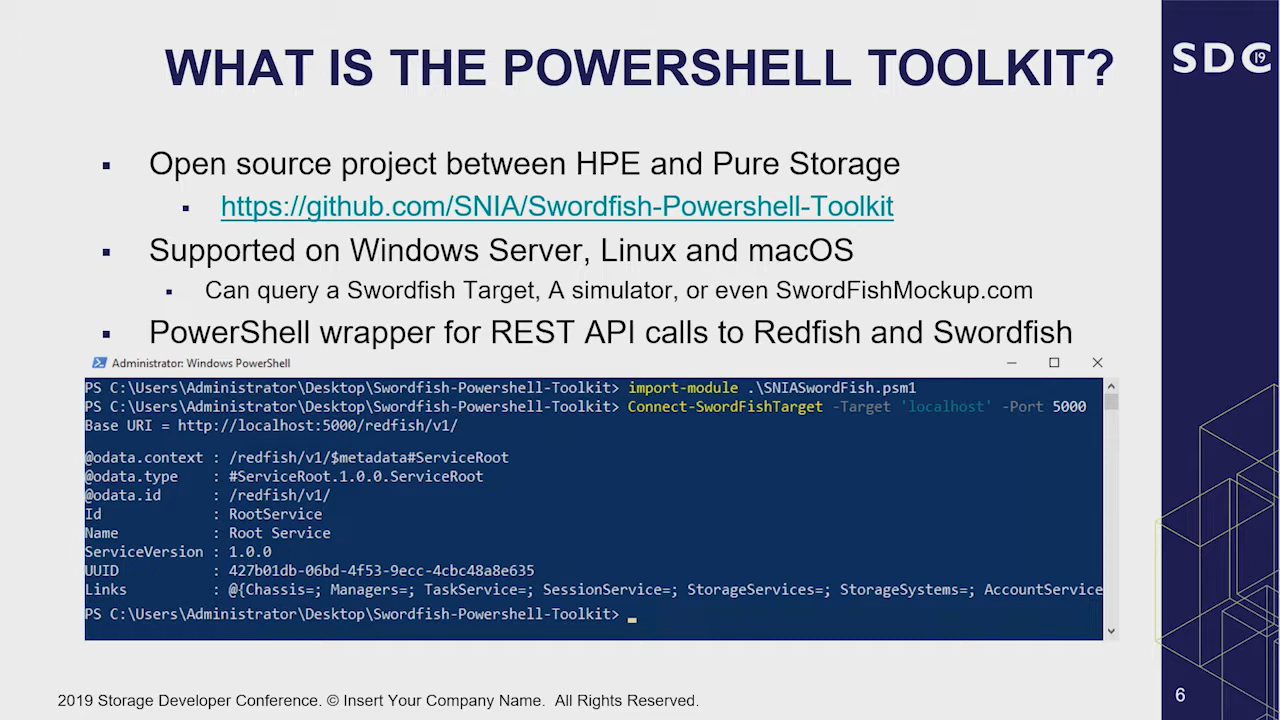 WHAT IS THE POWERSHELL TOOLKIT?
SDC 19
▪ Open source project between HPE and Pure Storage
▪ https://github.com/SNIA/Swordfish-Powershell-Toolkit
▪ Supported on Windows Server, Linux and macOS
▪ Can query a Swordfish Target, A simulator, or even SwordFishMockup.com
▪ PowerShell wrapper for REST API calls to Redfish and Swordfish
Administrator: Windows PowerShell
PS C:\Users\Administrator\Desktop\Swordfish-Powershell-Toolkit> import-module .\SNIASwordFish.psm1
PS C:\Users\Administrator\Desktop\Swordfish-Powershell-Toolkit> Connect-SwordFishTarget -Target 'localhost' -Port 5000
Base URI = http://localhost:5000/redfish/v1/
@odata.context : /redfish/v1/$metadata#ServiceRoot
@odata.type : #ServiceRoot.1.0.0.ServiceRoot
@odata.id : /redfish/v1/
Id : RootService
Name : Root Service
ServiceVersion : 1.0.0
UUID : 427b01db-06bd-4f53-9ecc-4cbc48a8e635
Links : @{Chassis=; Managers=; TaskService=; SessionService=; StorageServices=; StorageSystems=; AccountService
PS C:\Users\Administrator\Desktop\Swordfish-Powershell-Toolkit>
2019 Storage Developer Conference. © Insert Your Company Name. All Rights Reserved.
6